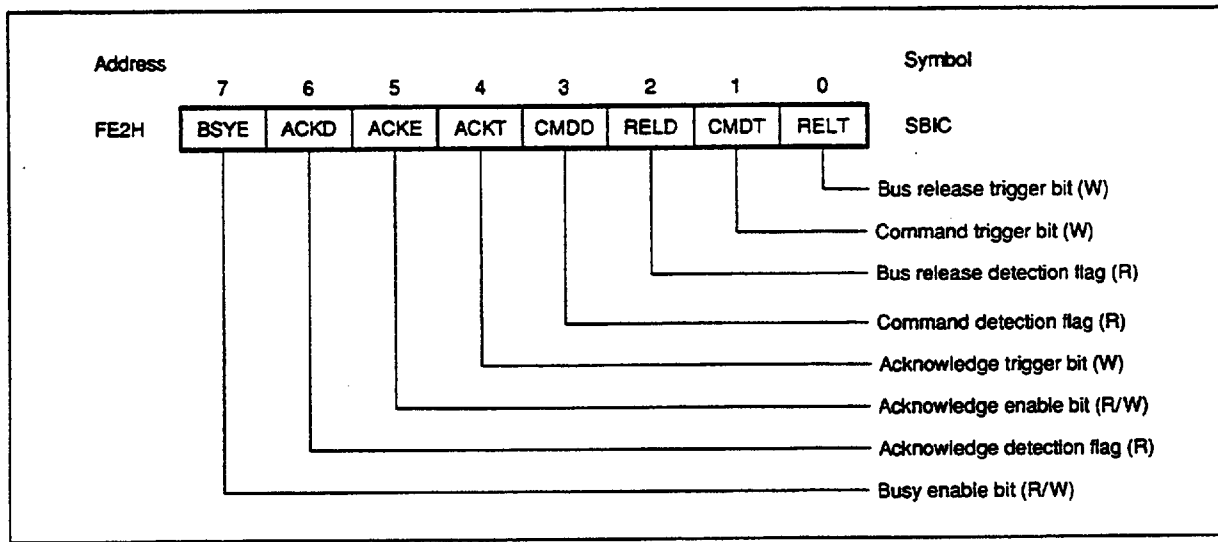 Address Symbol
7 6 5 4 3 2 1 0
FE2H BSYE ACKD ACKE ACKT CMDD RELD CMDT RELT SBIC
Bus release trigger bit (W)
Command trigger bit (W)
Bus release detection flag (R)
Command detection flag (R)
Acknowledge trigger bit (W)
Acknowledge enable bit (R/W)
Acknowledge detection flag (R)
Busy enable bit (R/W)